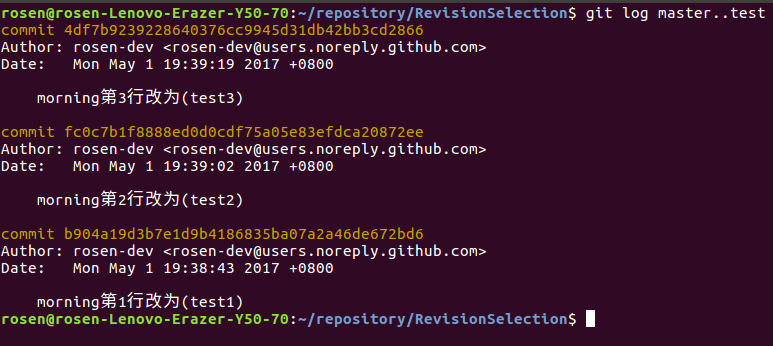 rosen@rosen-Lenovo-Erazer-Y50-70:~/repository/RevisionSelection$ git log master..test
commit 4df7b9239228640376cc9945d31db42bb3cd2866
Author: rosen-dev <rosen-dev@users.noreply.github.com>
Date:   Mon May 1 19:39:19 2017 +0800
    morning第3行改为(test3)
commit fc0c7b1f8888ed0d0cdf75a05e83efdca20872ee
Author: rosen-dev <rosen-dev@users.noreply.github.com>
Date:   Mon May 1 19:39:02 2017 +0800
    morning第2行改为(test2)
commit b904a19d3b7e1d9b4186835ba07a2a46de672bd6
Author: rosen-dev <rosen-dev@users.noreply.github.com>
Date:   Mon May 1 19:38:43 2017 +0800
    morning第1行改为(test1)
rosen@rosen-Lenovo-Erazer-Y50-70:~/repository/RevisionSelection$